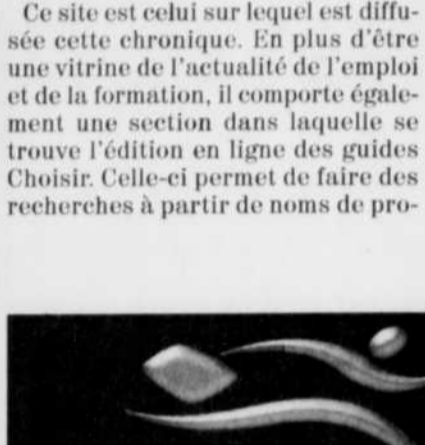 Ce site est celui sur lequel est diffu-
sée cette chronique. En plus d'être
une vitrine de l'actualité de l'emploi
et de la formation, il comporte égale-
ment une section dans laquelle se
trouve l'édition en ligne des guides
Choisir. Celle-ci permet de faire des
recherches à partir de noms de pro-